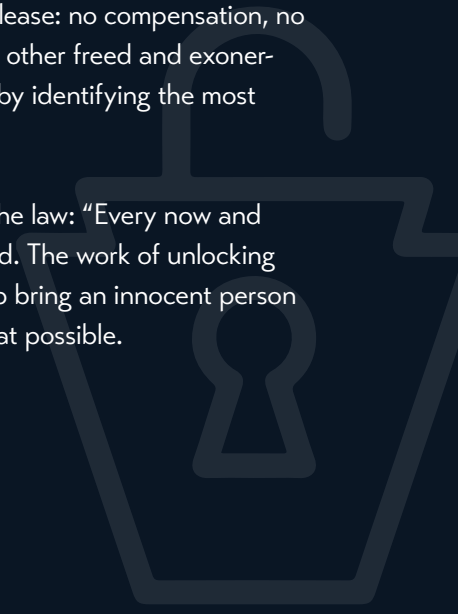 lease: no compensation, no
other freed and exoner-
by identifying the most
he law: “Every now and
d. The work of unlocking
o bring an innocent person
at possible.